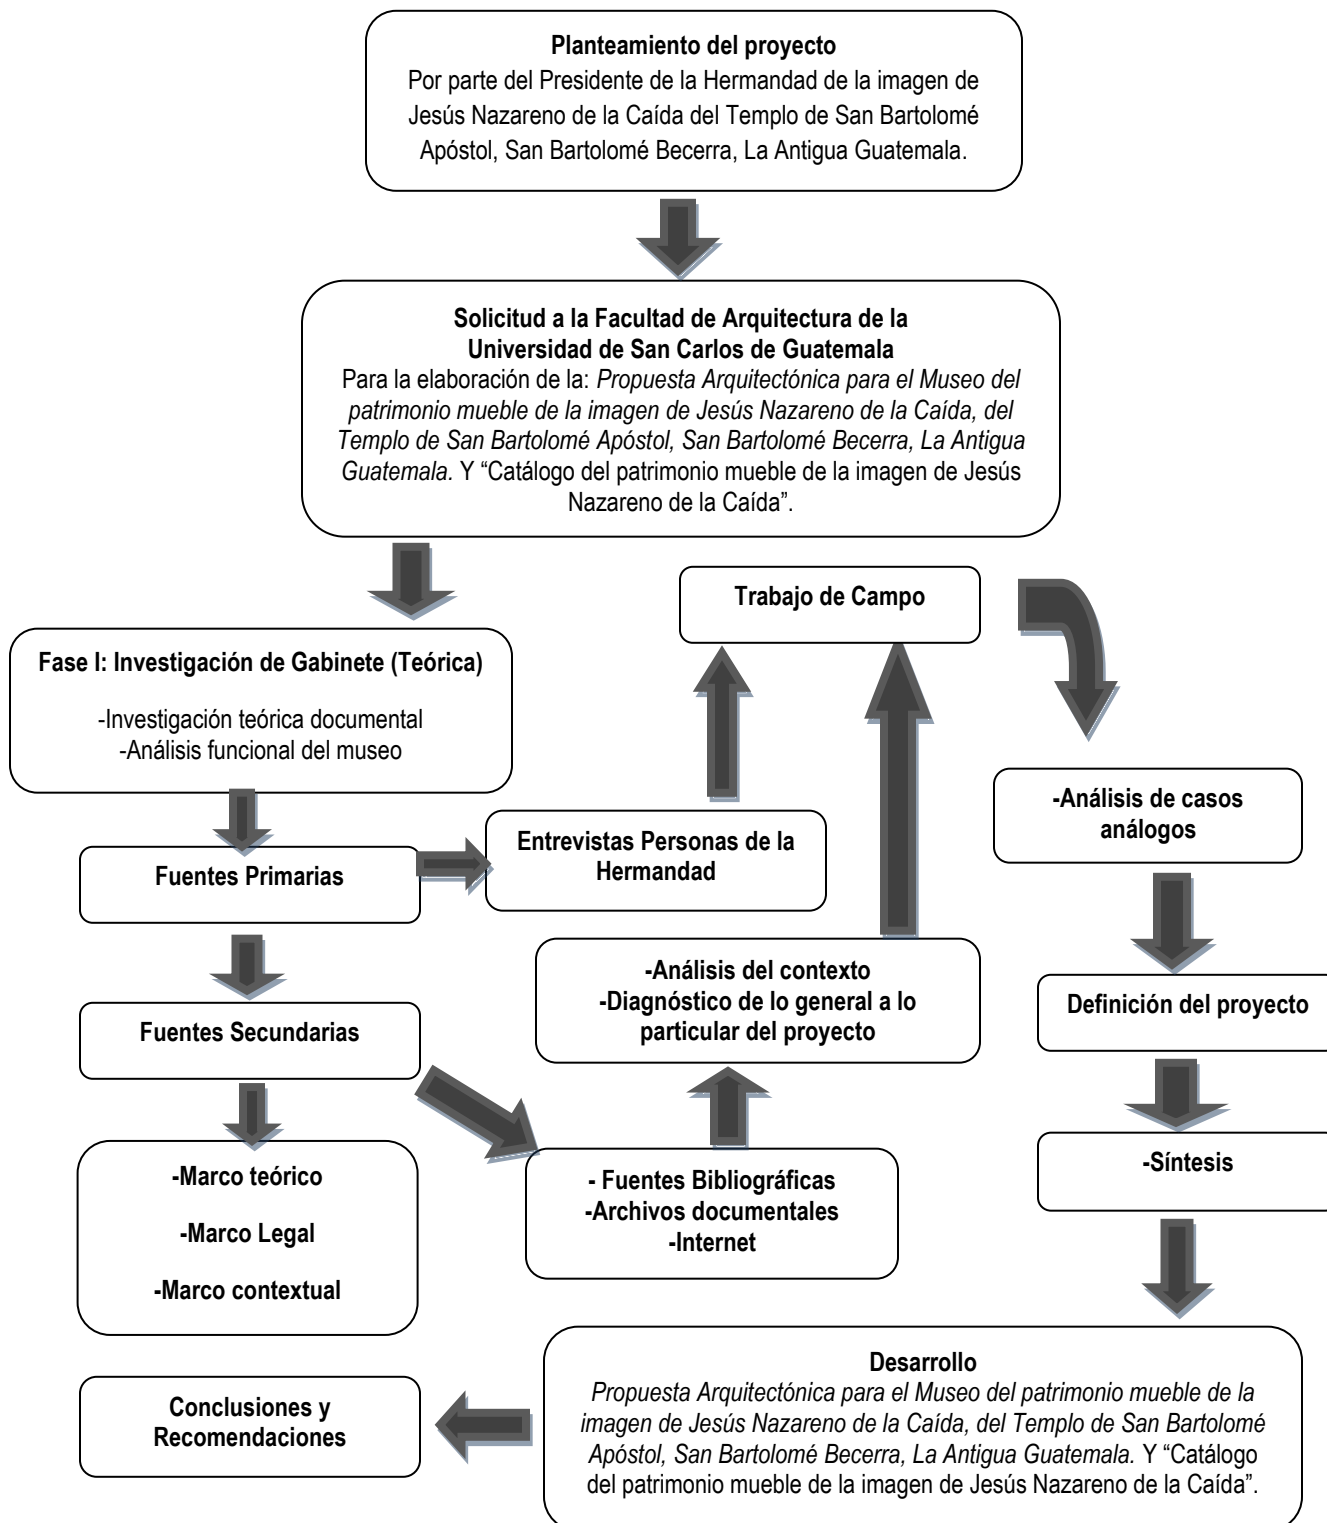 Planteamiento del proyecto
Por parte del Presidente de la Hermandad de la imagen de
Jesús Nazareno de la Caída del Templo de San Bartolomé
Apóstol, San Bartolomé Becerra, La Antigua Guatemala.
Solicitud a la Facultad de Arquitectura de la
Universidad de San Carlos de Guatemala
Para la elaboración de la: Propuesta Arquitectónica para el Museo del
patrimonio mueble de la imagen de Jesús Nazareno de la Caída, del
Templo de San Bartolomé Apóstol, San Bartolomé Becerra, La Antigua
Guatemala. Y “Catálogo del patrimonio mueble de la imagen de Jesús
Nazareno de la Caída”.
Fase I: Investigación de Gabinete (Teórica)
-Investigación teórica documental
-Análisis funcional del museo
Fuentes Primarias
Entrevistas Personas de la
Hermandad
Fuentes Secundarias
-Marco teórico
-Marco Legal
-Marco contextual
- Fuentes Bibliográficas
-Archivos documentales
-Internet
-Análisis del contexto
-Diagnóstico de lo general a lo
particular del proyecto
Trabajo de Campo
-Análisis de casos
análogos
Definición del proyecto
-Síntesis
Desarrollo
Propuesta Arquitectónica para el Museo del patrimonio mueble de la
imagen de Jesús Nazareno de la Caída, del Templo de San Bartolomé
Apóstol, San Bartolomé Becerra, La Antigua Guatemala. Y “Catálogo
del patrimonio mueble de la imagen de Jesús Nazareno de la Caída”.
Conclusiones y
Recomendaciones